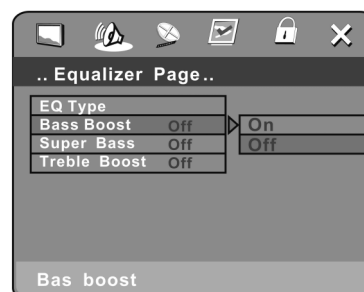 .. Equalizer Page..
EQ Type
Bass Boost Off On
Super Bass Off Off
Treble Boost Off
Bas boost